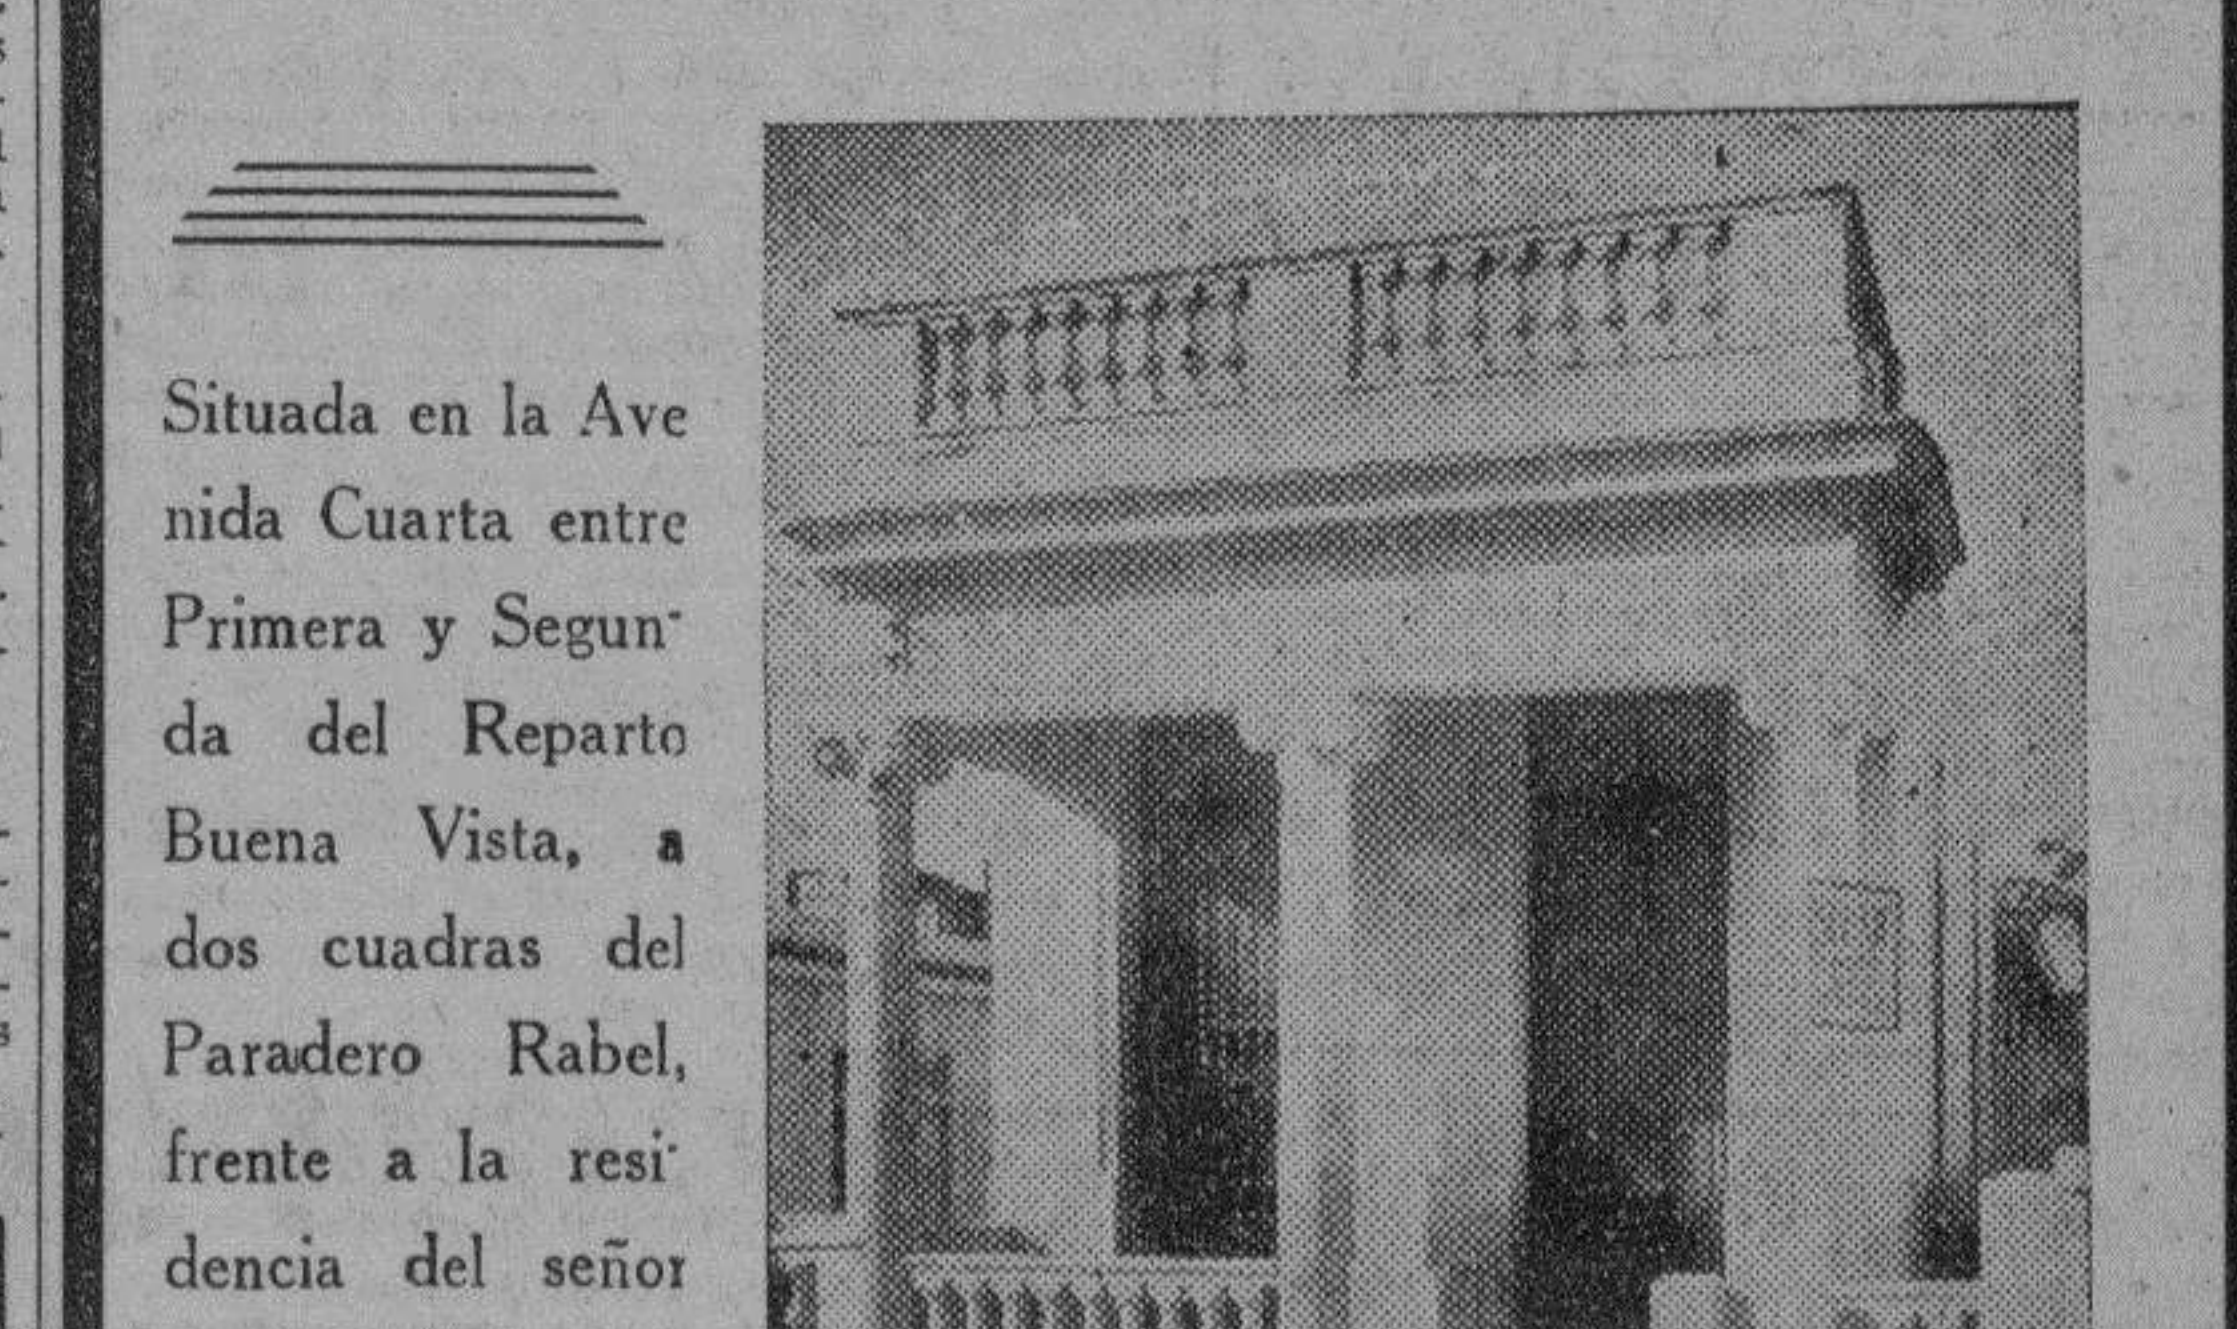 Situada en la Ave
nida Cuarta entre
Primera y Segun-
da del Reparto
Buena Vista, a
dos cuadras del
Paradero Rabel,
frente a la resi-
dencia del señor